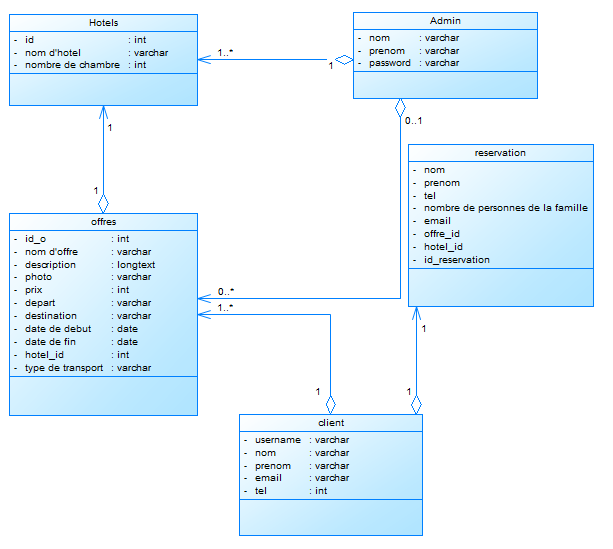 Hotels
- id : int
- nom d'hotel : varchar
- nombre de chambre : int
Admin
- nom : varchar
- prenom : varchar
- password : varchar
1..*
1
0..1
1
1
reservation
- nom
- prenom
- tel
- nombre de personnes de la famille
- email
- offre_id
- hotel_id
- id_reservation
offres
- id_o : int
- nom d'offre : varchar
- description : longtext
- photo : varchar
- prix : int
- depart : varchar
- destination : varchar
- date de debut : date
- date de fin : date
- hotel_id : int
- type de transport : varchar
0..*
1..*
1
1
1
client
- username : varchar
- nom : varchar
- prenom : varchar
- email : varchar
- tel : int